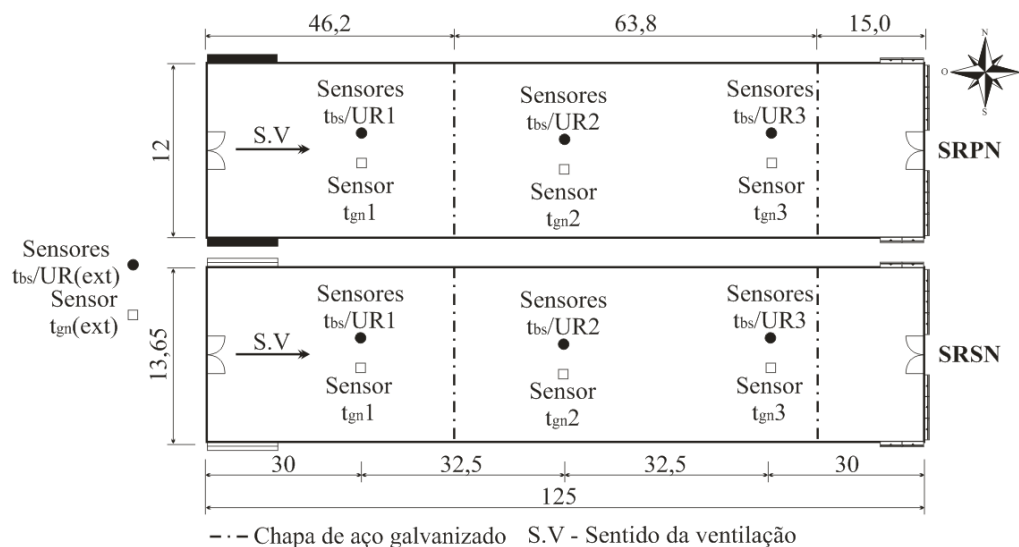 46,2 63,8 15,0
N
O
S
Sensores Sensores Sensores
tbs/UR1 tbs/UR2 tbs/UR3
S.V
12
SRPN
Sensor Sensor Sensor
tgn1 tgn2 tgn3
Sensores
tbs/UR(ext)
Sensor
tgn(ext)
Sensores Sensores Sensores
tbs/UR1 tbs/UR2 tbs/UR3
S.V
13,65
SRSN
Sensor Sensor Sensor
tgn1 tgn2 tgn3
30 32,5 32,5 30
125
Chapa de aço galvanizado S.V - Sentido da ventilação